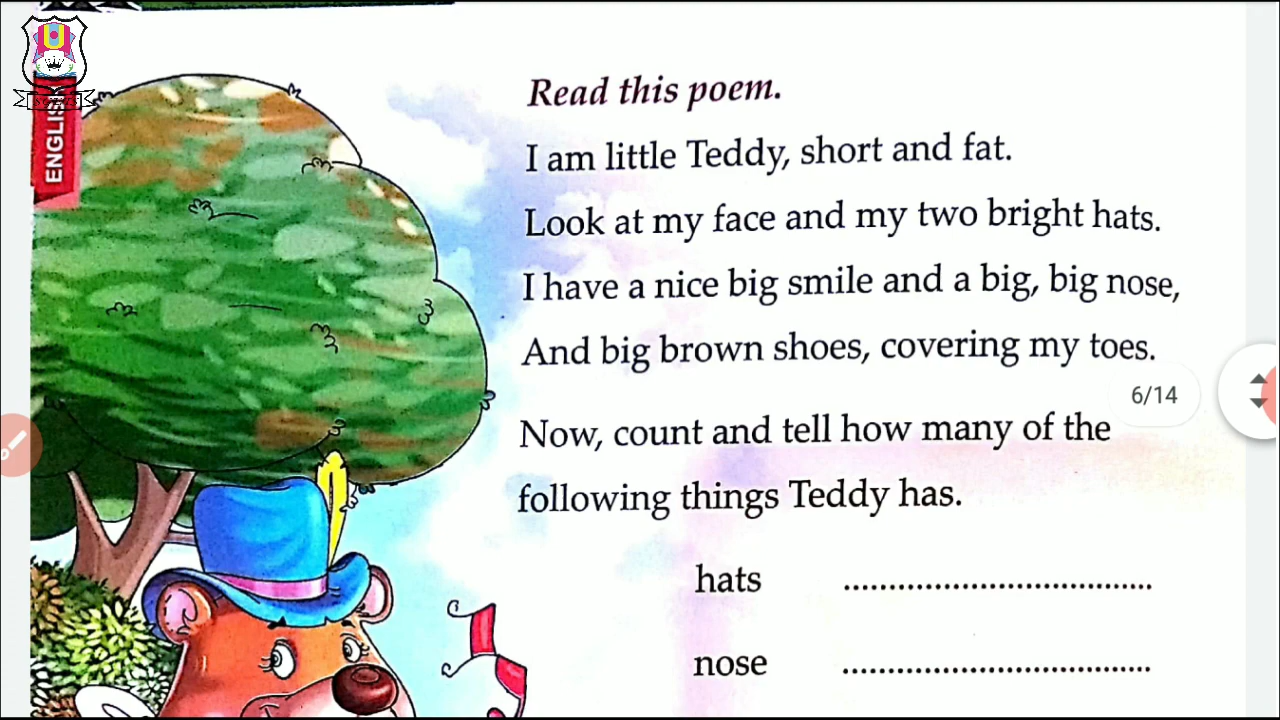 ENGLISH
Read this poem.
I am little Teddy, short and fat.
Look at my face and my two bright hats.
I have a nice big smile and a big, big nose,
And big brown shoes, covering my toes.
6/14
Now, count and tell how many of the
following things Teddy has.
hats ..................................
nose ..................................